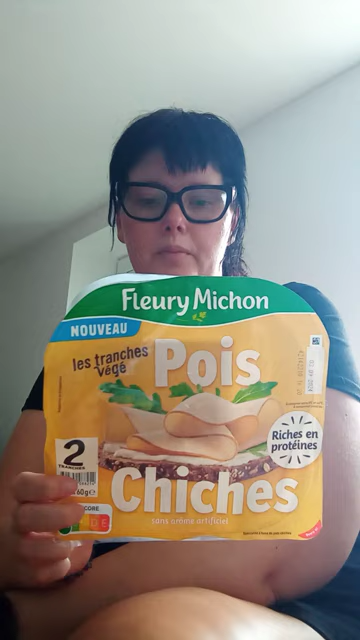 Fleury Michon
NOUVEAU
les tranches
végé
Pois
Riches en
protéines
2
TRANCHES
60g e
Chiches
sans arôme artificiel
D E